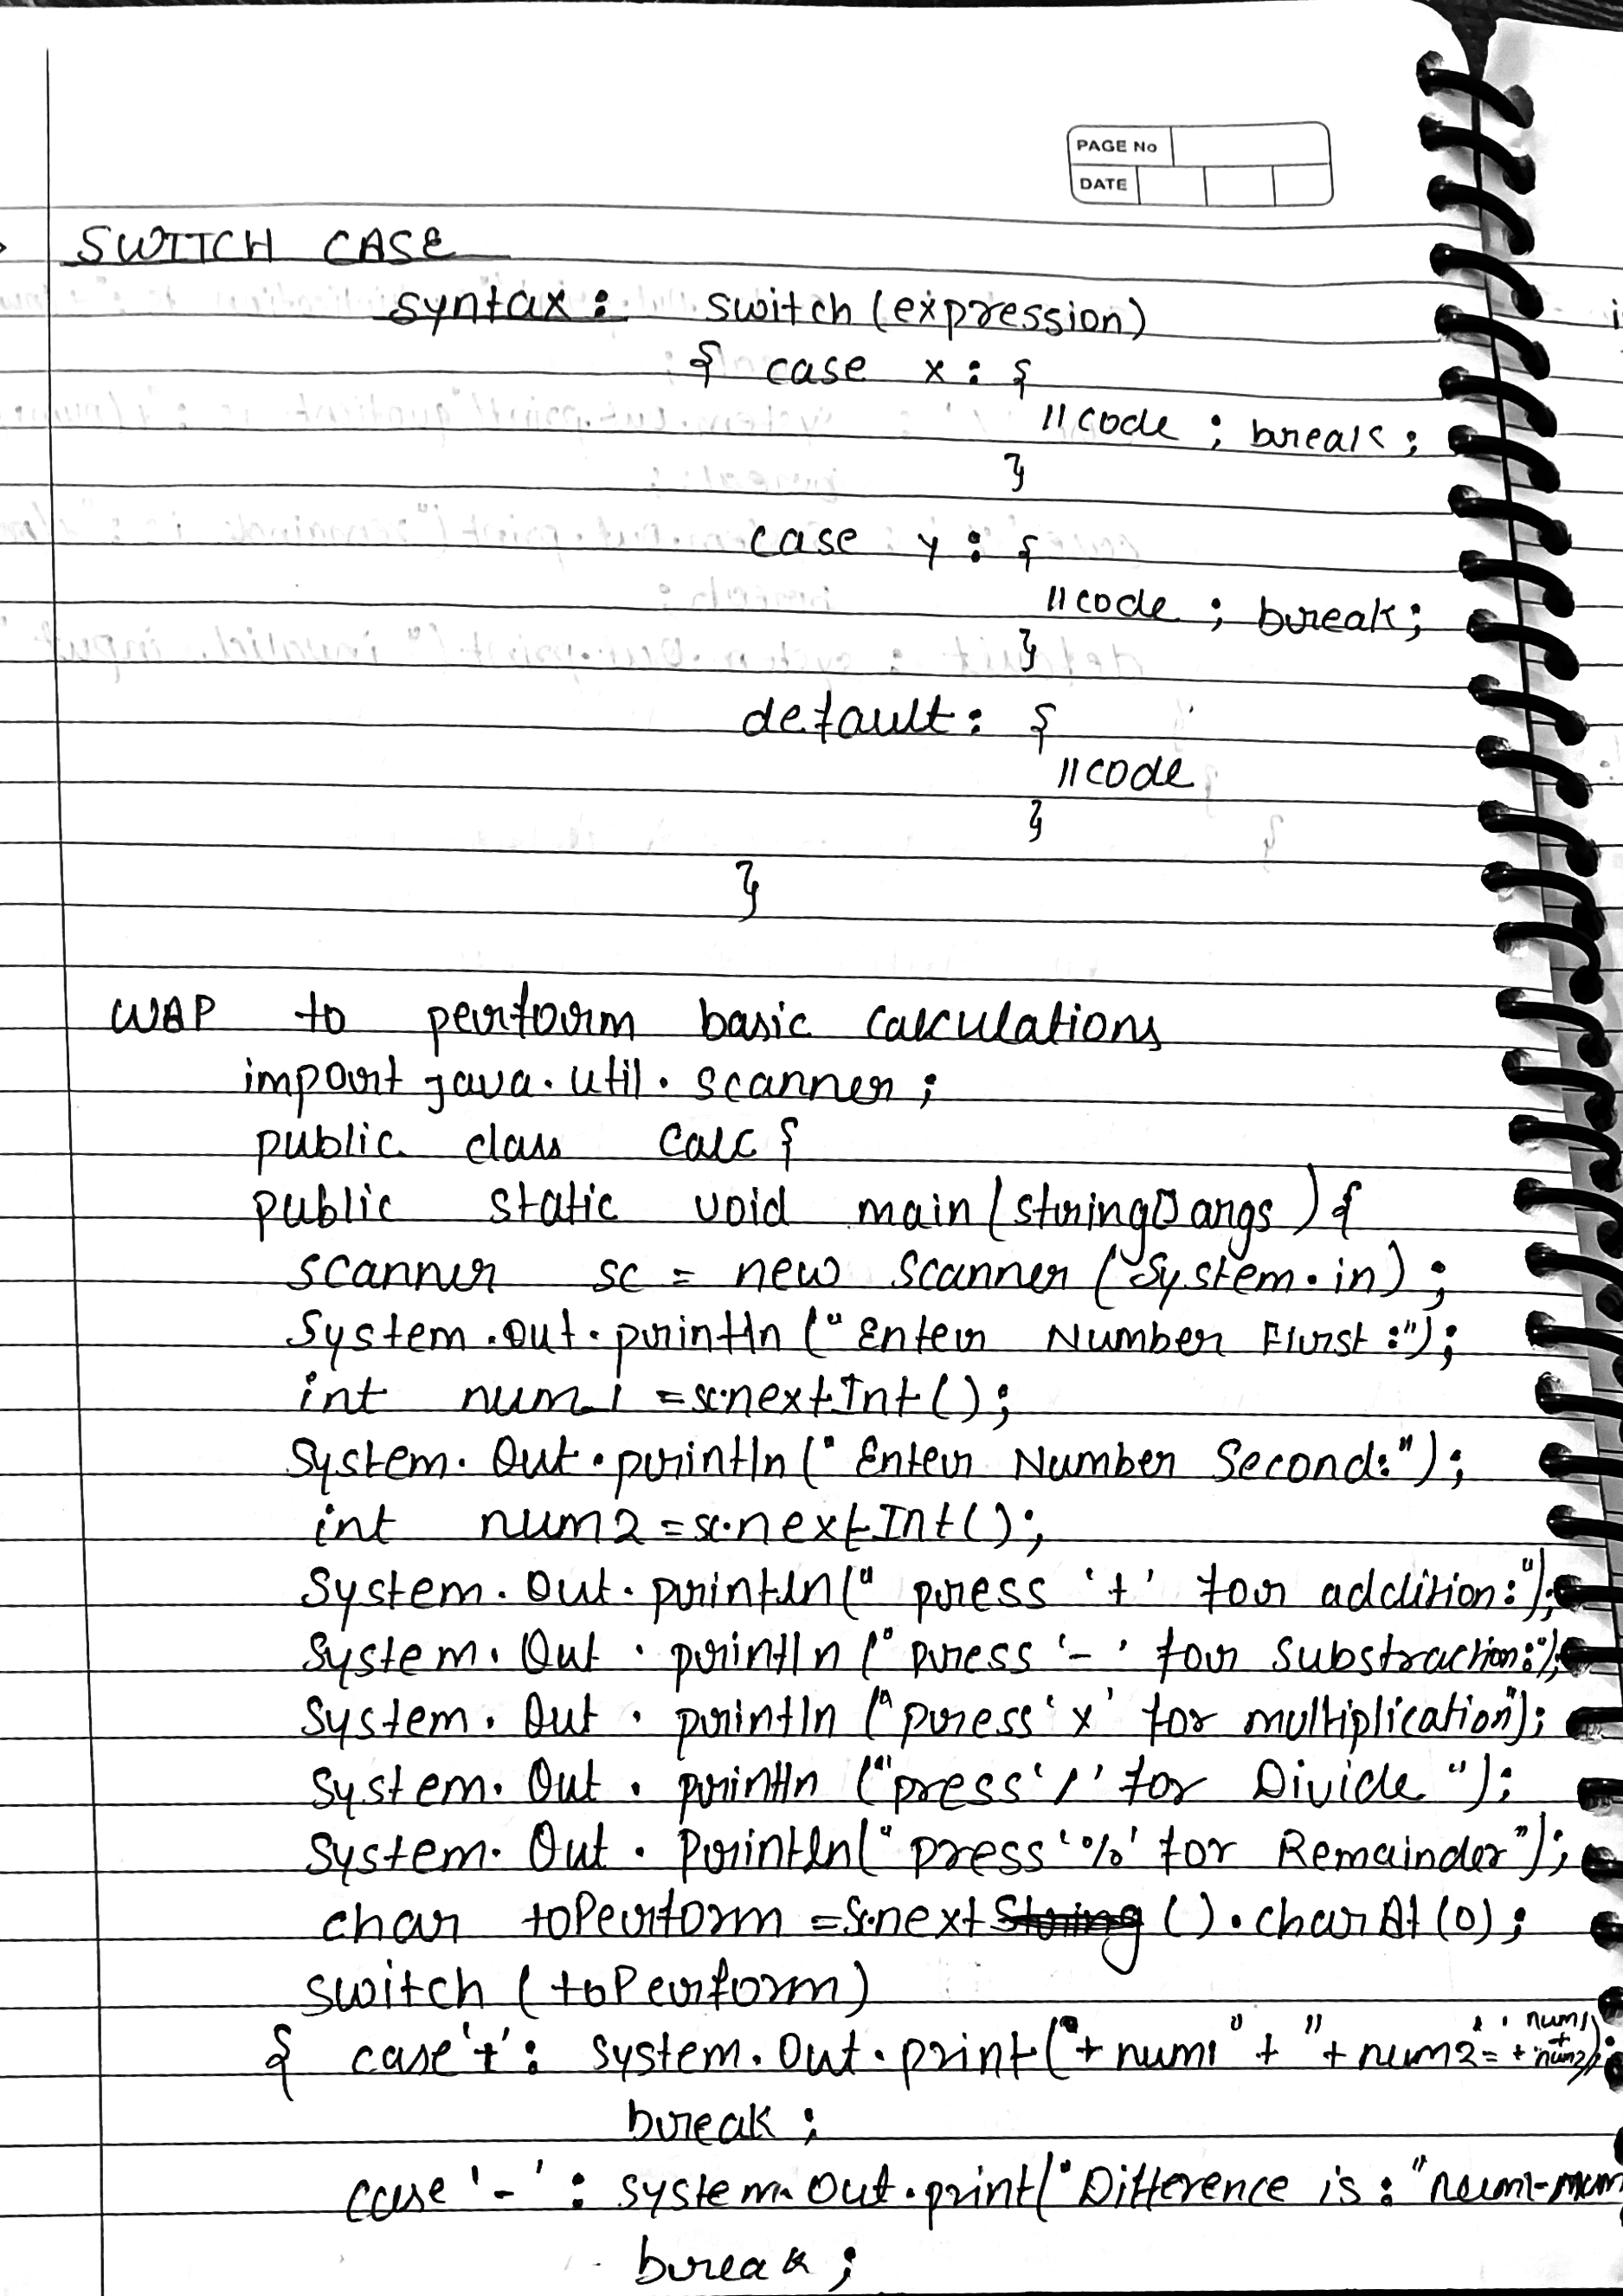 PAGE No
DATE
SWITCH CASE
syntax: switch (expression)
{ case x: {
//code ; break;
}
case y: {
//code ; break;
}
default: {
//code
}
}
WAP to perform basic calculations
import java.util.scanner;
public class Calc {
public static void main(string[] args) {
scanner sc = new scanner (System.in);
System.out.println ("Enter Number First:");
int num1 =sc.nextInt();
System.Out.println ("Enter Number Second:");
int num2 =sc.nextInt();
System.Out.println(" press '+' for addition:");
System.Out.println ("press '-' for Substraction:");
System.Out.println ("press 'x' for multiplication");
System.Out.println ("press '/' for Divide ");
System.Out.println("press '%' for Remainder");
char toPerform =sc.next String ().charAt (0);
switch (toPerform)
{ case '+': system.Out.print("+ num1 " + "+ num2 = " + num1 + num2);
break;
case '-': system.out.print("Difference is: " num1-num
break;